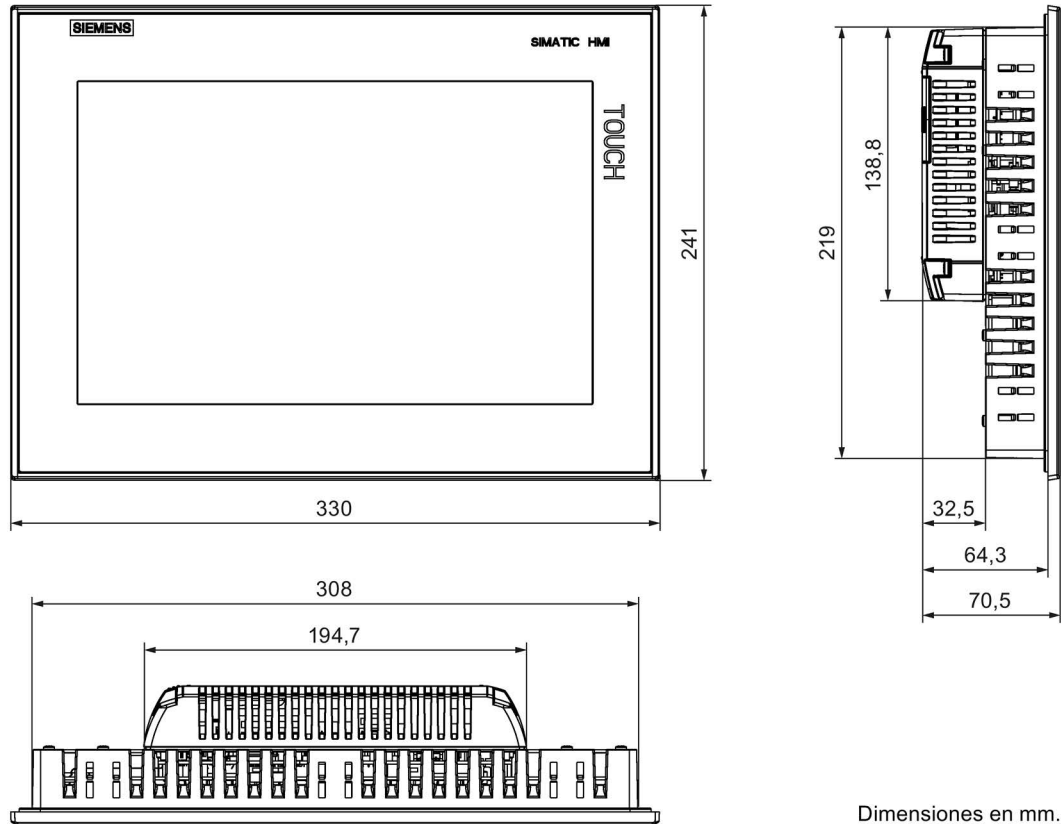 SIEMENS
SIMATIC HMI
TOUCH
241
330
138,8
219
32,5
64,3
70,5
308
194,7
Dimensiones en mm.